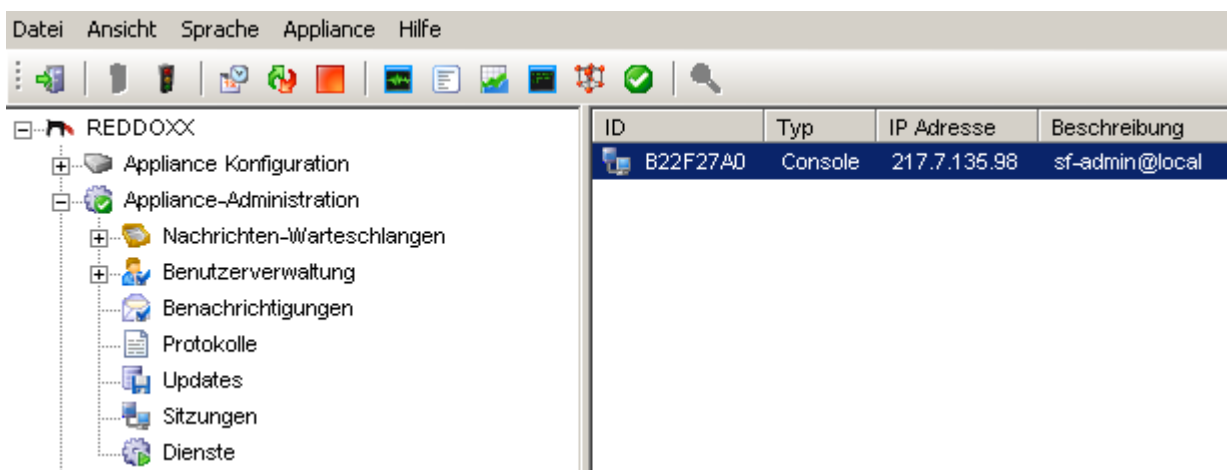 Datei Ansicht Sprache Appliance Hilfe
REDDOXX
Appliance Konfiguration
Appliance-Administration
Nachrichten-Warteschlangen
Benutzerverwaltung
Benachrichtigungen
Protokolle
Updates
Sitzungen
Dienste
ID Typ IP Adresse Beschreibung
B22F27A0 Console 217.7.135.98 sf-admin@local